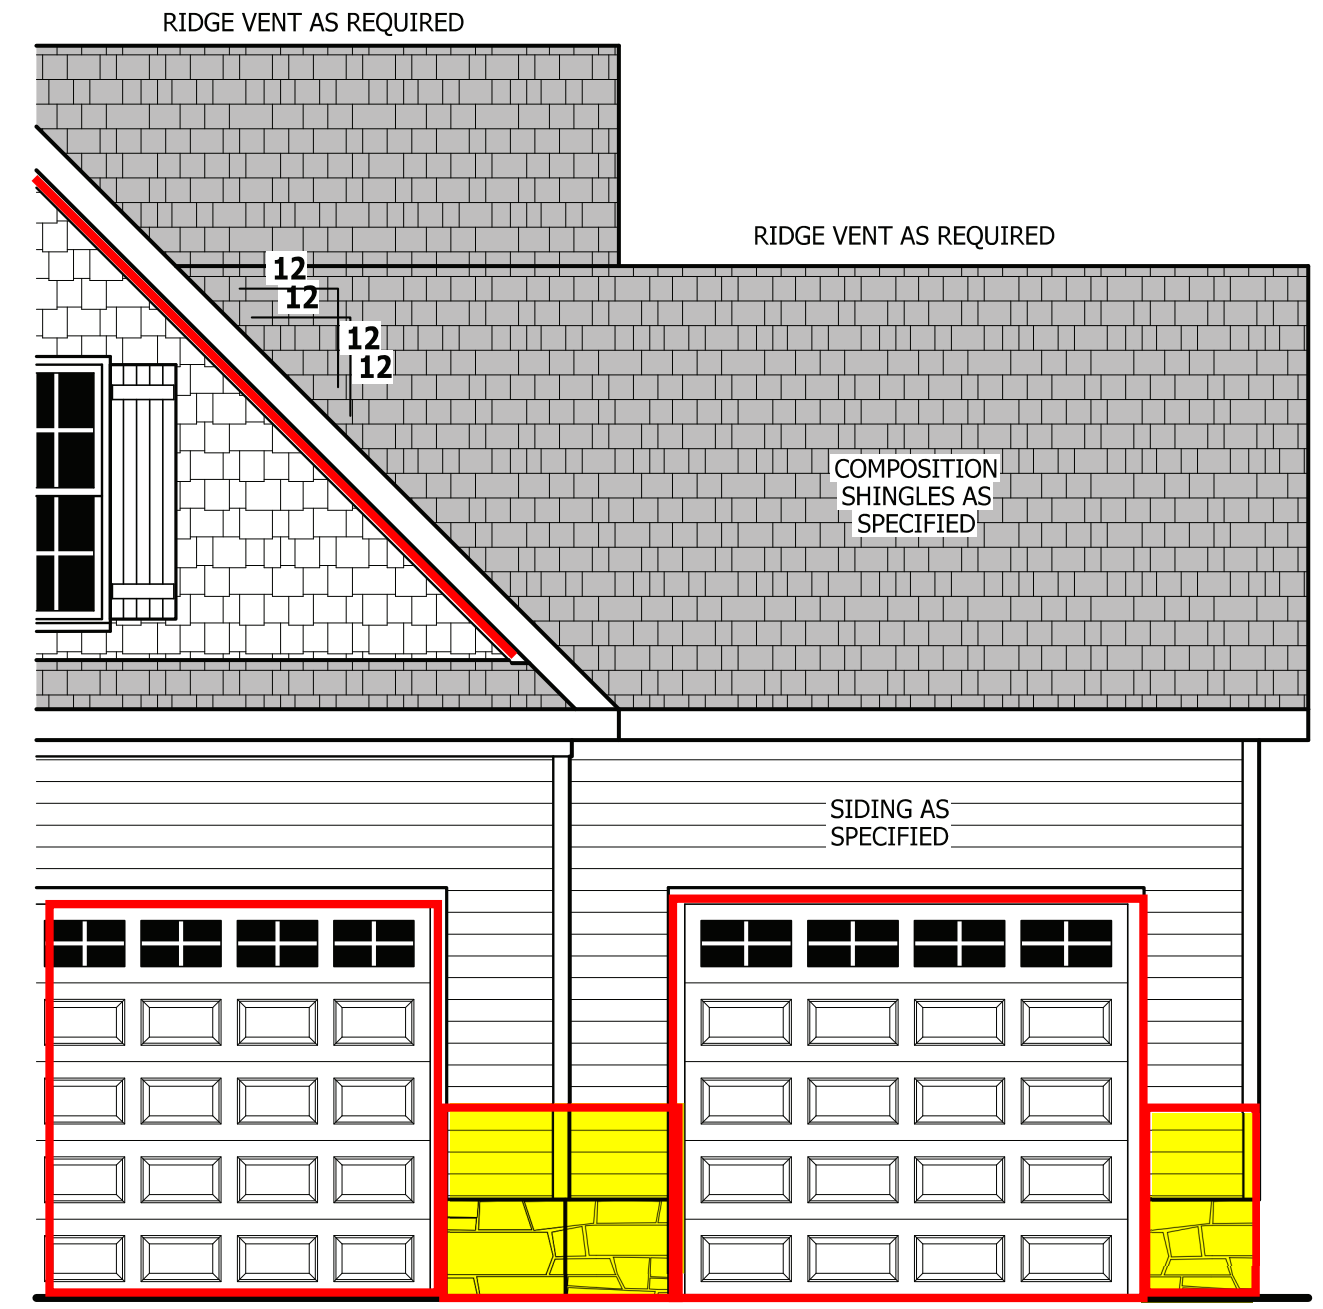 RIDGE VENT AS REQUIRED
RIDGE VENT AS REQUIRED
12
12
12
12
COMPOSITION
SHINGLES AS
SPECIFIED
SIDING AS
SPECIFIED